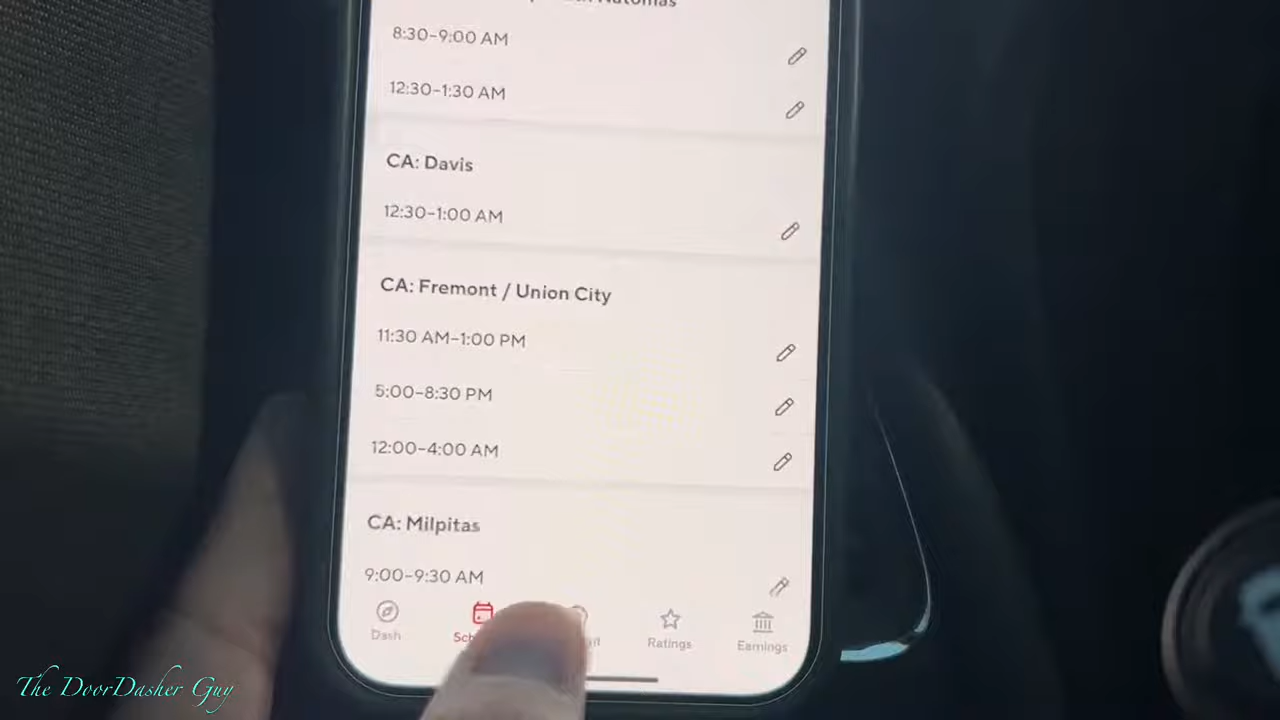 Natomas
8:30–9:00 AM
12:30–1:30 AM
CA: Davis
12:30–1:00 AM
CA: Fremont / Union City
11:30 AM–1:00 PM
5:00–8:30 PM
12:00–4:00 AM
CA: Milpitas
9:00–9:30 AM
Dash
Ratings
Earnings
The DoorDasher Guy